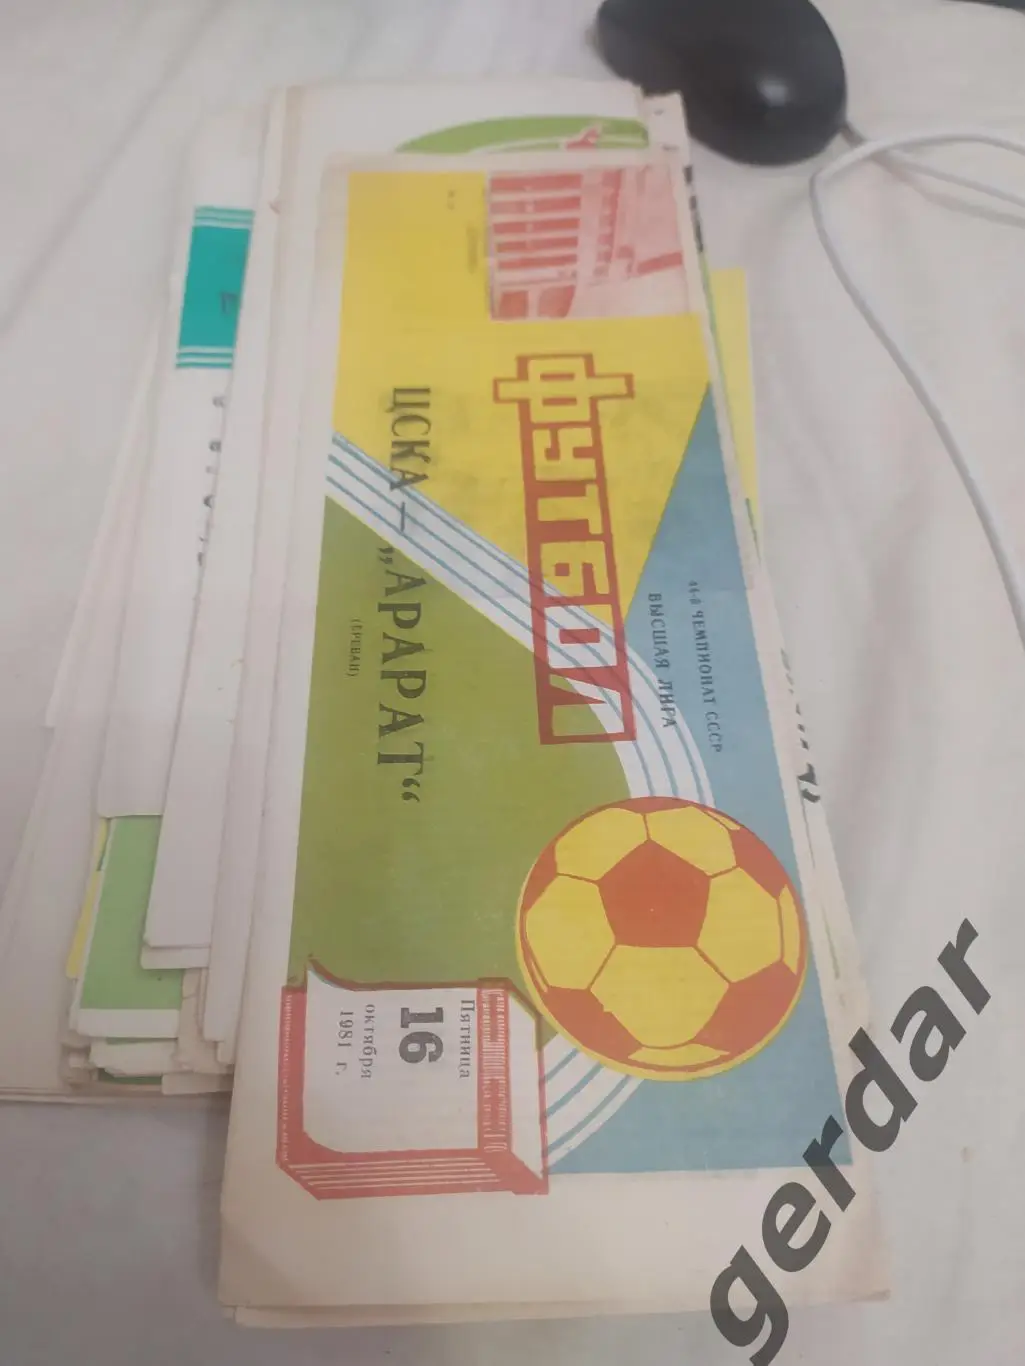 ФУТБОЛ
44-й ЧЕМПИОНАТ СССР
ВЫСШАЯ ЛИГА
ЦСКА — „АРАРАТ“
(ЕРЕВАН)
Пятница
16
октября
1981 г.
gerdar